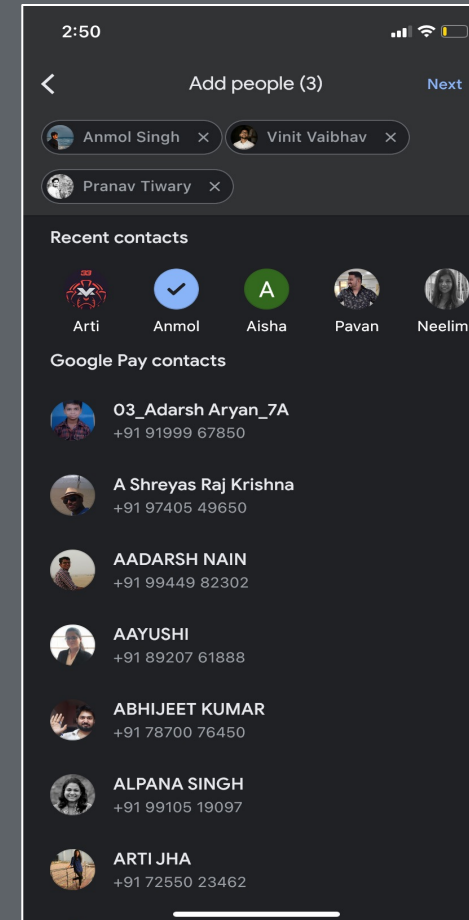 2:50
Add people (3)
Next
Anmol Singh × Vinit Vaibhav ×
Pranav Tiwary ×
Recent contacts
Arti Anmol Aisha Pavan Neelim
A
Google Pay contacts
03_Adarsh Aryan_7A
+91 91999 67850
A Shreyas Raj Krishna
+91 97405 49650
AADARSH NAIN
+91 99449 82302
AAYUSHI
+91 89207 61888
ABHIJEET KUMAR
+91 78700 76450
ALPANA SINGH
+91 99105 19097
ARTI JHA
+91 72550 23462